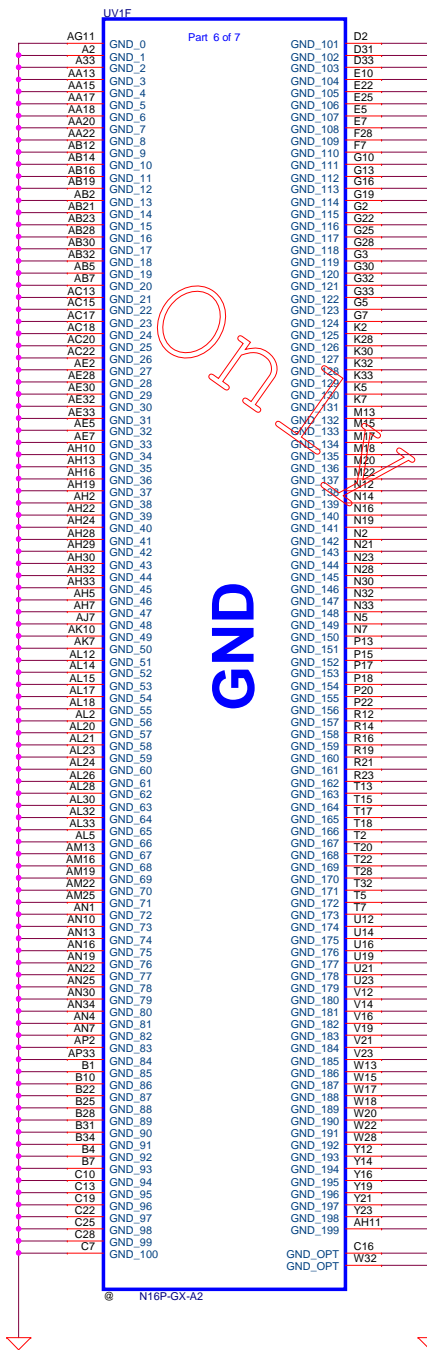 UV1F
Part 6 of 7
AG11 GND_0
A2 GND_1
A33 GND_2
AA13 GND_3
AA15 GND_4
AA17 GND_5
AA18 GND_6
AA20 GND_7
AA22 GND_8
AB12 GND_9
AB14 GND_10
AB16 GND_11
AB19 GND_12
AB2 GND_13
AB21 GND_14
AB23 GND_15
AB28 GND_16
AB30 GND_17
AB32 GND_18
AB5 GND_19
AB7 GND_20
AC13 GND_21
AC15 GND_22
AC17 GND_23
AC18 GND_24
AC20 GND_25
AC22 GND_26
AE2 GND_27
AE28 GND_28
AE30 GND_29
AE32 GND_30
AE33 GND_31
AE5 GND_32
AE7 GND_33
AH10 GND_34
AH13 GND_35
AH16 GND_36
AH19 GND_37
AH2 GND_38
AH22 GND_39
AH24 GND_40
AH28 GND_41
AH29 GND_42
AH30 GND_43
AH32 GND_44
AH33 GND_45
AH5 GND_46
AH7 GND_47
AJ7 GND_48
AK10 GND_49
AK7 GND_50
AL12 GND_51
AL14 GND_52
AL15 GND_53
AL17 GND_54
AL18 GND_55
AL2 GND_56
AL20 GND_57
AL21 GND_58
AL23 GND_59
AL24 GND_60
AL26 GND_61
AL28 GND_62
AL30 GND_63
AL32 GND_64
AL33 GND_65
AL5 GND_66
AM13 GND_67
AM16 GND_68
AM19 GND_69
AM22 GND_70
AM25 GND_71
AN1 GND_72
AN10 GND_73
AN13 GND_74
AN16 GND_75
AN19 GND_76
AN22 GND_77
AN25 GND_78
AN30 GND_79
AN34 GND_80
AN4 GND_81
AN7 GND_82
AP2 GND_83
AP33 GND_84
B1 GND_85
B10 GND_86
B22 GND_87
B25 GND_88
B28 GND_89
B31 GND_90
B34 GND_91
B4 GND_92
B7 GND_93
C10 GND_94
C13 GND_95
C19 GND_96
C22 GND_97
C25 GND_98
C28 GND_99
C7 GND_100
Only
GND
GND_101 D2
GND_102 D31
GND_103 D33
GND_104 E10
GND_105 E22
GND_106 E25
GND_107 E5
GND_108 E7
GND_109 F28
GND_110 F7
GND_111 G10
GND_112 G13
GND_113 G16
GND_114 G19
GND_115 G2
GND_116 G22
GND_117 G25
GND_118 G28
GND_119 G3
GND_120 G30
GND_121 G32
GND_122 G33
GND_123 G5
GND_124 G7
GND_125 K2
GND_126 K28
GND_127 K30
GND_128 K32
GND_129 K33
GND_130 K5
GND_131 K7
GND_132 M13
GND_133 M15
GND_134 M17
GND_135 M18
GND_136 M20
GND_137 M22
GND_138 N12
GND_139 N14
GND_140 N16
GND_141 N19
GND_142 N2
GND_143 N21
GND_144 N23
GND_145 N28
GND_146 N30
GND_147 N32
GND_148 N33
GND_149 N5
GND_150 N7
GND_151 P13
GND_152 P15
GND_153 P17
GND_154 P18
GND_155 P20
GND_156 P22
GND_157 R12
GND_158 R14
GND_159 R16
GND_160 R19
GND_161 R21
GND_162 R23
GND_163 T13
GND_164 T15
GND_165 T17
GND_166 T18
GND_167 T2
GND_168 T20
GND_169 T22
GND_170 T28
GND_171 T32
GND_172 T5
GND_173 T7
GND_174 U12
GND_175 U14
GND_176 U16
GND_177 U19
GND_178 U21
GND_179 U23
GND_180 V12
GND_181 V14
GND_182 V16
GND_183 V19
GND_184 V21
GND_185 V23
GND_186 W13
GND_187 W15
GND_188 W17
GND_189 W18
GND_190 W20
GND_191 W22
GND_192 W28
GND_193 Y12
GND_194 Y14
GND_195 Y16
GND_196 Y19
GND_197 Y21
GND_198 Y23
GND_199 AH11
GND_OPT C16
GND_OPT W32
@ N16P-GX-A2